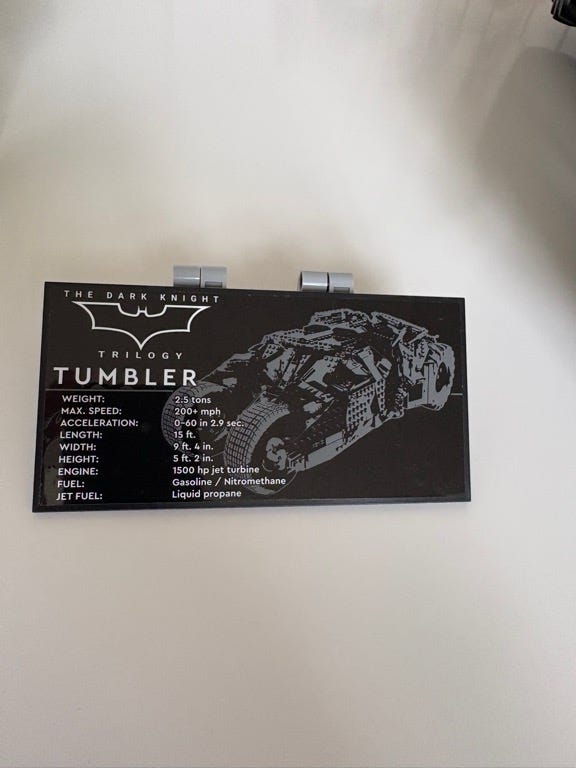 THE DARK KNIGHT
TRILOGY
TUMBLER
WEIGHT: 2.5 tons
MAX. SPEED: 200+ mph
ACCELERATION: 0-60 in 2.9 sec.
LENGTH: 15 ft.
WIDTH: 9 ft. 4 in.
HEIGHT: 5 ft. 2 in.
ENGINE: 1500 hp jet turbine
FUEL: Gasoline / Nitromethane
JET FUEL: Liquid propane